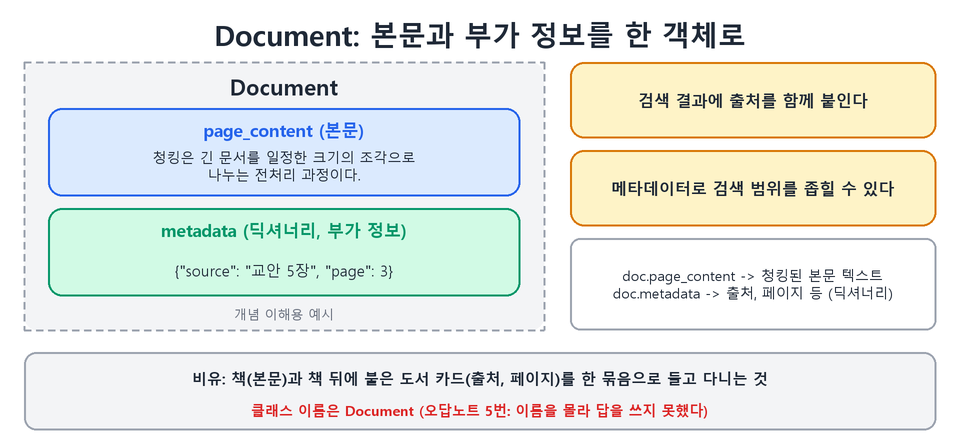 Document: 본문과 부가 정보를 한 객체로
Document
page_content (본문)
청킹은 긴 문서를 일정한 크기의 조각으로
나누는 전처리 과정이다.
metadata (딕셔너리, 부가 정보)
{"source": "교안 5장", "page": 3}
개념 이해용 예시
검색 결과에 출처를 함께 붙인다
메타데이터로 검색 범위를 좁힐 수 있다
doc.page_content -> 청킹된 본문 텍스트
doc.metadata -> 출처, 페이지 등 (딕셔너리)
비유: 책(본문)과 책 뒤에 붙은 도서 카드(출처, 페이지)를 한 묶음으로 들고 다니는 것
클래스 이름은 Document (오답노트 5번: 이름을 몰라 답을 쓰지 못했다)